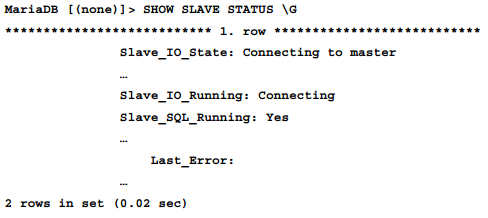 MariaDB [(none)]> SHOW SLAVE STATUS \G
*************************** 1. row ***************************
Slave_IO_State: Connecting to master
…
Slave_IO_Running: Connecting
Slave_SQL_Running: Yes
…
Last_Error:
…
2 rows in set (0.02 sec)